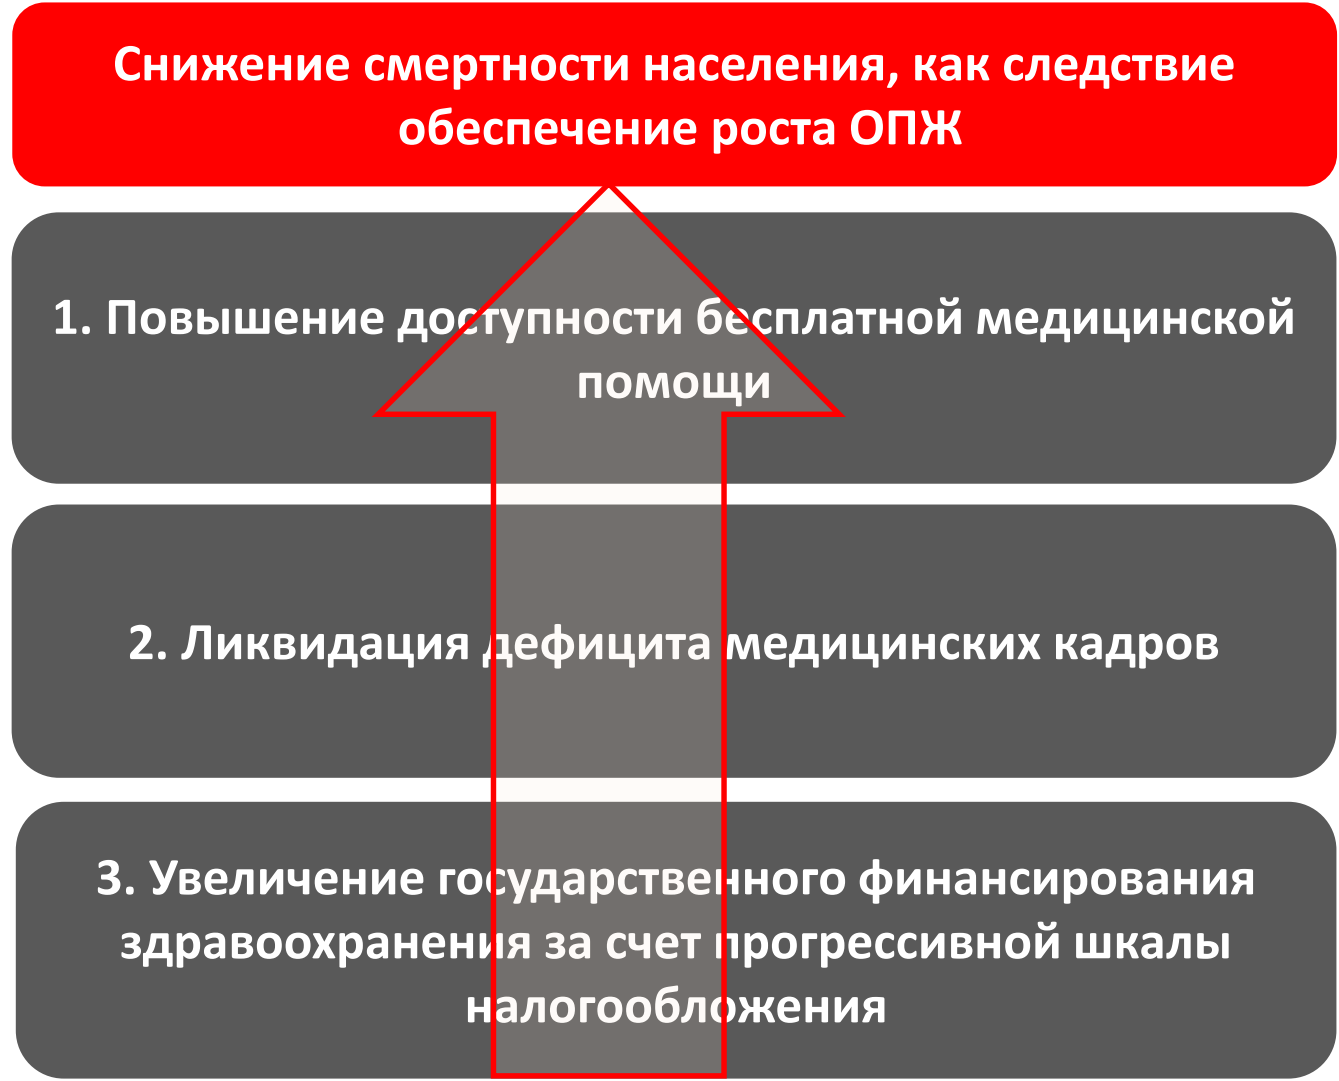 Снижение смертности населения, как следствие
обеспечение роста ОПЖ
1. Повышение доступности бесплатной медицинской
помощи
2. Ликвидация дефицита медицинских кадров
3. Увеличение государственного финансирования
здравоохранения за счет прогрессивной шкалы
налогообложения